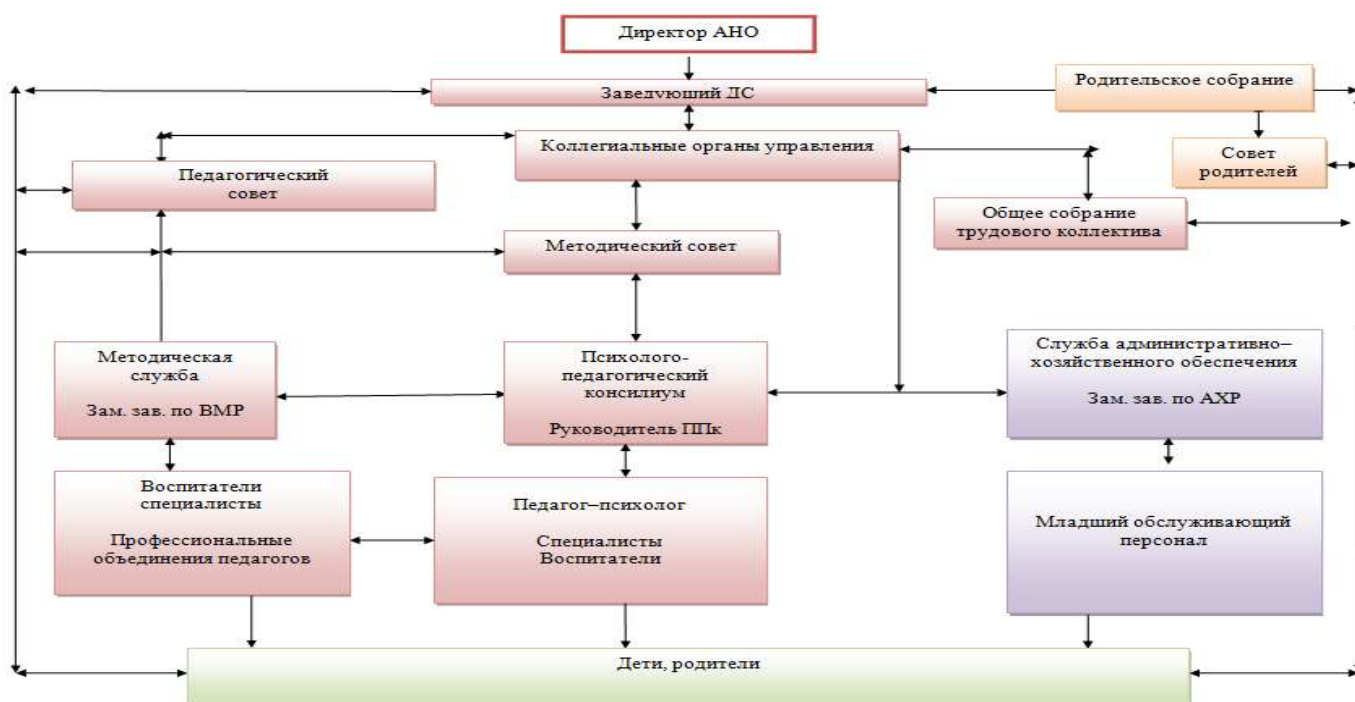 Директор АНО
Заведующий ДС
Родительское собрание
Коллегиальные органы управления
Совет
родителей
Педагогический
совет
Общее собрание
трудового коллектива
Методический совет
Методическая
служба
Зам. зав. по ВМР
Психолого-
педагогический
консилиум
Руководитель ППк
Служба административно–
хозяйственного обеспечения
Зам. зав. по АХР
Воспитатели
специалисты
Профессиональные
объединения педагогов
Педагог–психолог
Специалисты
Воспитатели
Младший обслуживающий
персонал
Дети, родители